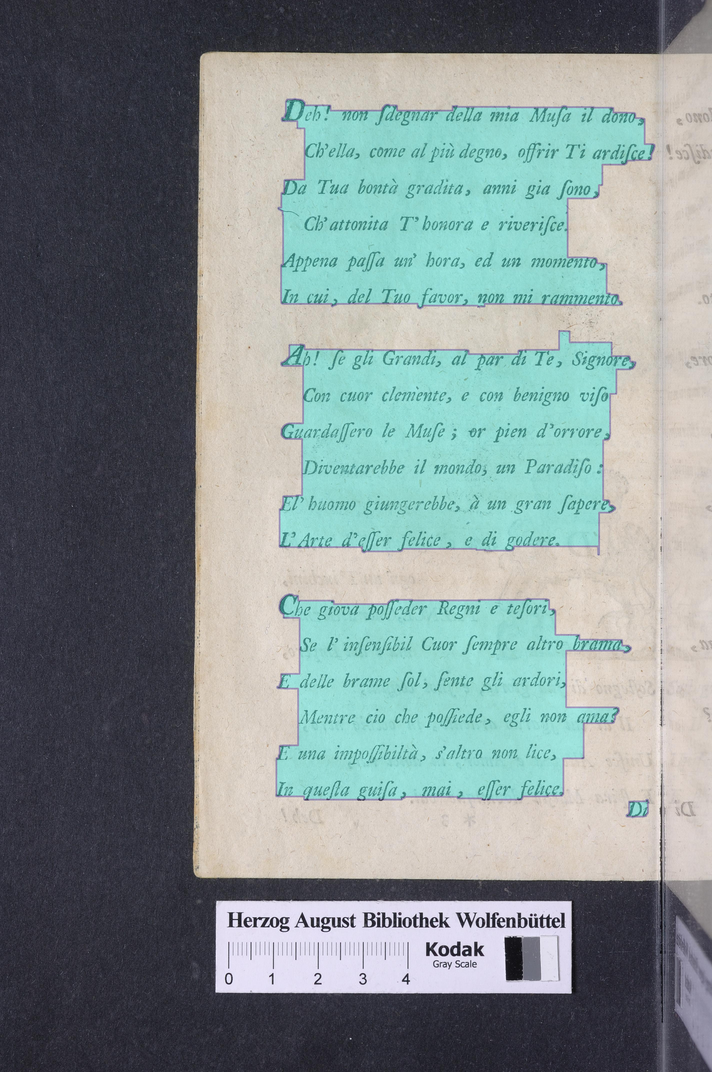 Deh! non ſdegnar della mia Muſa il dono,
Ch'ella, come al più degno, offrir Ti ardiſce!
Da Tua bontà gradita, anni gia ſono,
Ch'attonita T'honora e riveriſce.
Appena paſſa un' hora, ed un momento,
In cui, del Tuo favor, non mi rammento.
Ah! ſe gli Grandi, al par di Te, Signore,
Con cuor clemente, e con benigno viſo
Guardaſſero le Muſe; or pien d'orrore,
Diventarebbe il mondo, un Paradiſo:
El' huomo giungerebbe, à un gran ſapere,
L'Arte d'eſſer felice, e di godere.
Che giova poſſeder Regni e teſori,
Se l' inſenſibil Cuor ſempre altro brama,
E delle brame ſol, ſente gli ardori,
Mentre cio che poſſiede, egli non ama?
E una impoſſibiltà, s'altro non lice,
In queſta guiſa, mai, eſſer felice.
Di
Herzog August Bibliothek Wolfenbüttel
Kodak
Gray Scale
0 1 2 3 4